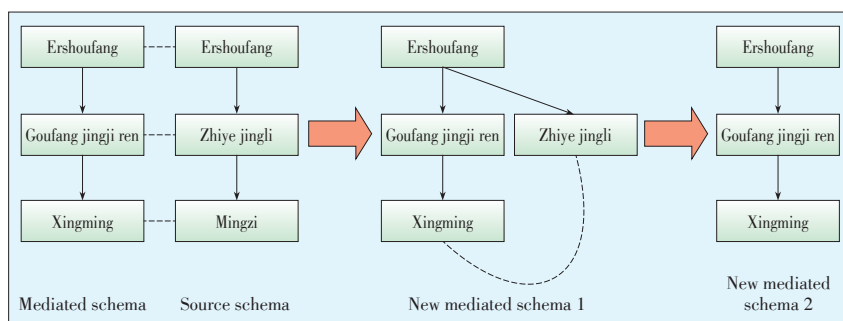 Ershoufang
Ershoufang
Ershoufang
Ershoufang
Goufang jingji ren
Zhiye jingli
Goufang jingji ren
Zhiye jingli
Goufang jingji ren
Xingming
Mingzi
Xingming
Xingming
Mediated schema
Source schema
New mediated schema 1
New mediated
schema 2